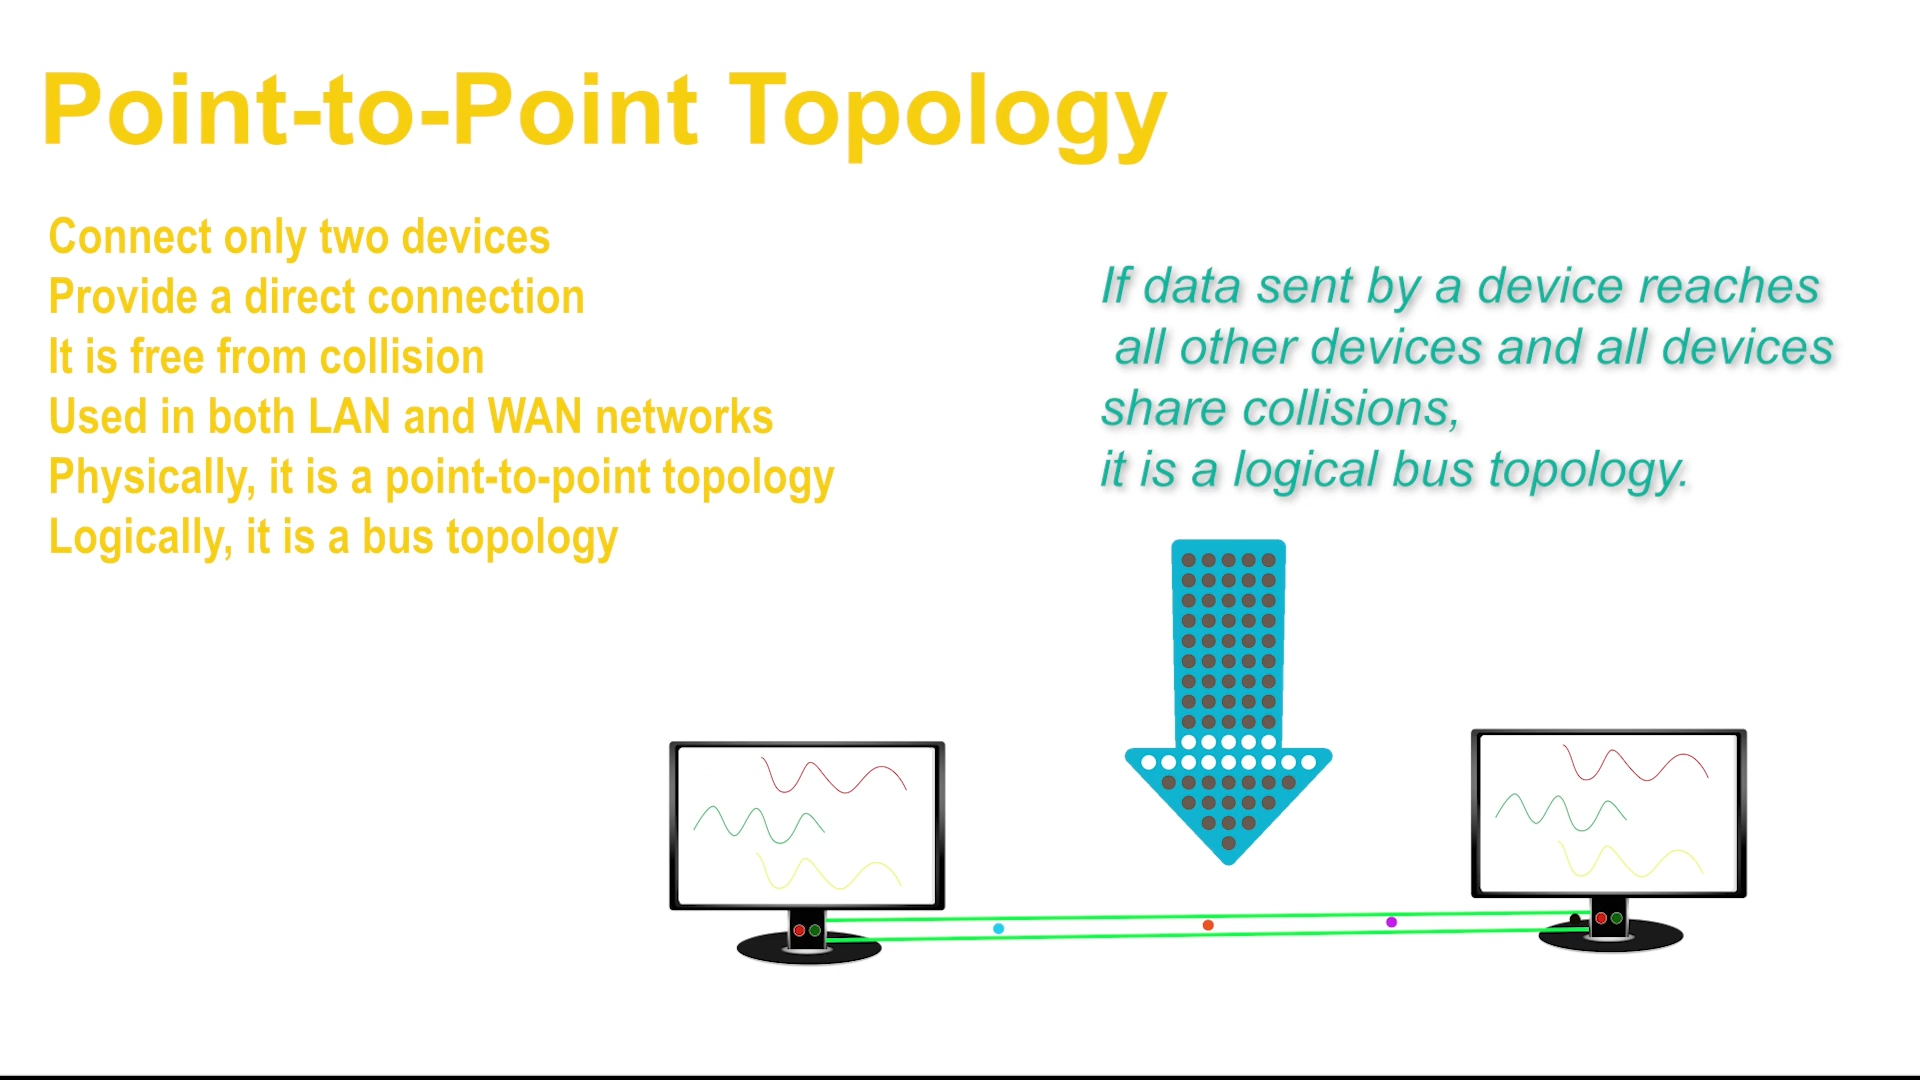 Point-to-Point Topology
Connect only two devices
Provide a direct connection
It is free from collision
Used in both LAN and WAN networks
Physically, it is a point-to-point topology
Logically, it is a bus topology
If data sent by a device reaches
all other devices and all devices
share collisions,
it is a logical bus topology.